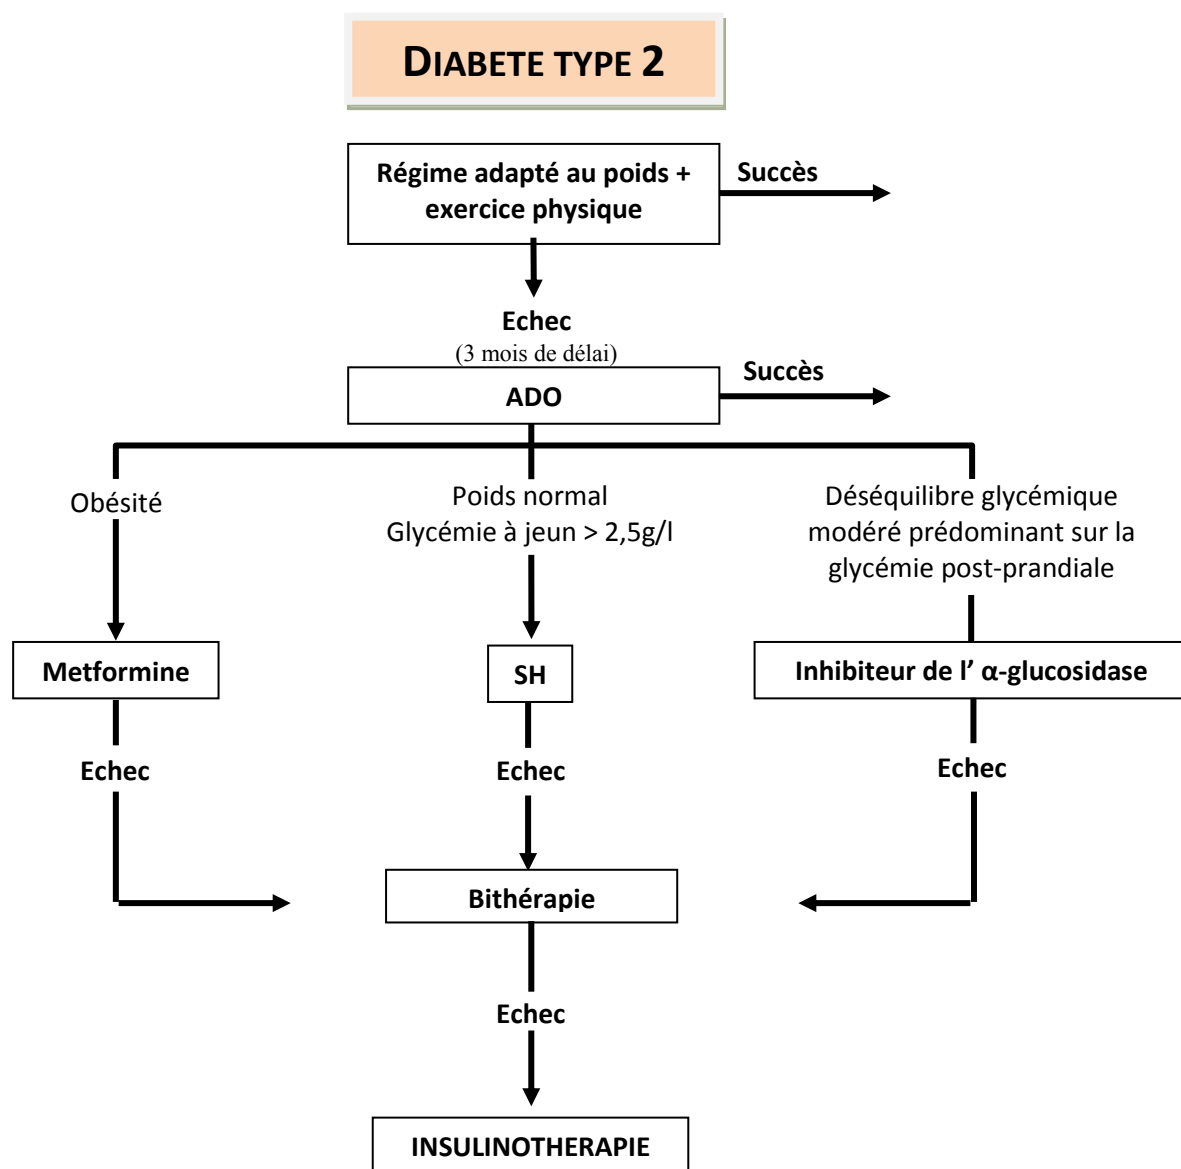 DIABETE TYPE 2
Régime adapté au poids +
exercice physique
Succès
Echec
(3 mois de délai)
ADO
Succès
Obésité
Poids normal
Glycémie à jeun > 2,5g/l
Déséquilibre glycémique
modéré prédominant sur la
glycémie post-prandiale
Metformine
SH
Inhibiteur de l' α-glucosidase
Echec
Echec
Echec
Bithérapie
Echec
INSULINOTHERAPIE